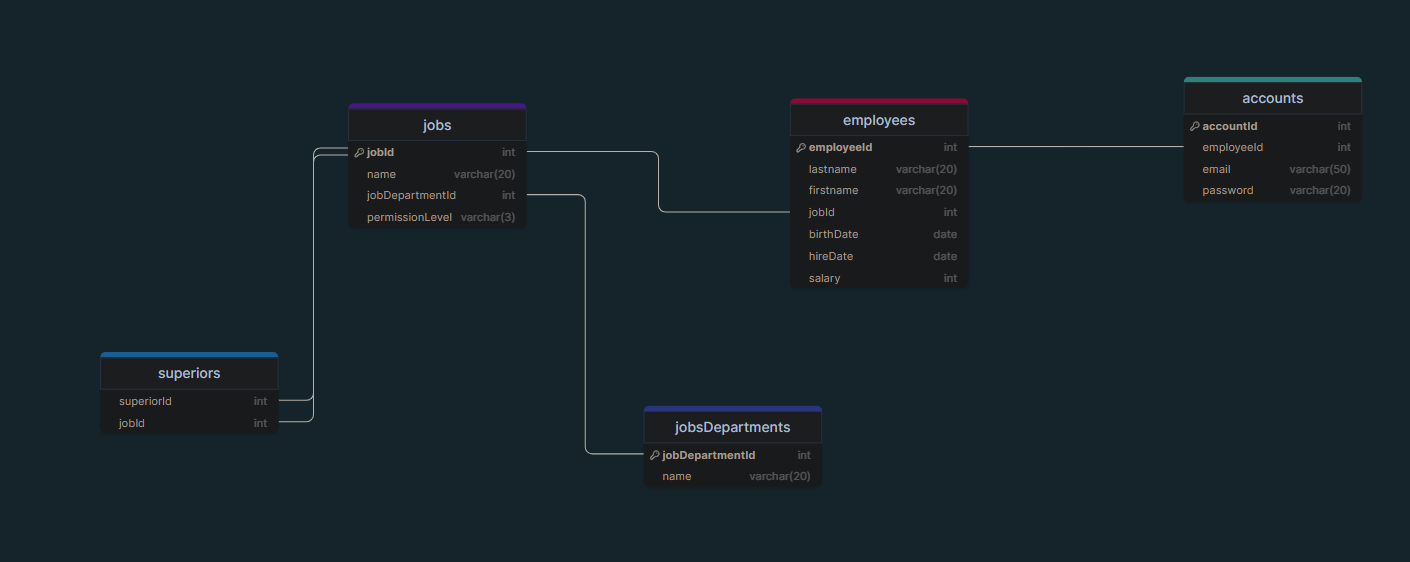 accounts
accountId int
employeeId int
email varchar(50)
password varchar(20)
employees
employeeId int
lastname varchar(20)
firstname varchar(20)
jobId int
birthDate date
hireDate date
salary int
jobs
jobId int
name varchar(20)
jobDepartmentId int
permissionLevel varchar(3)
superiors
superiorId int
jobId int
jobsDepartments
jobDepartmentId int
name varchar(20)